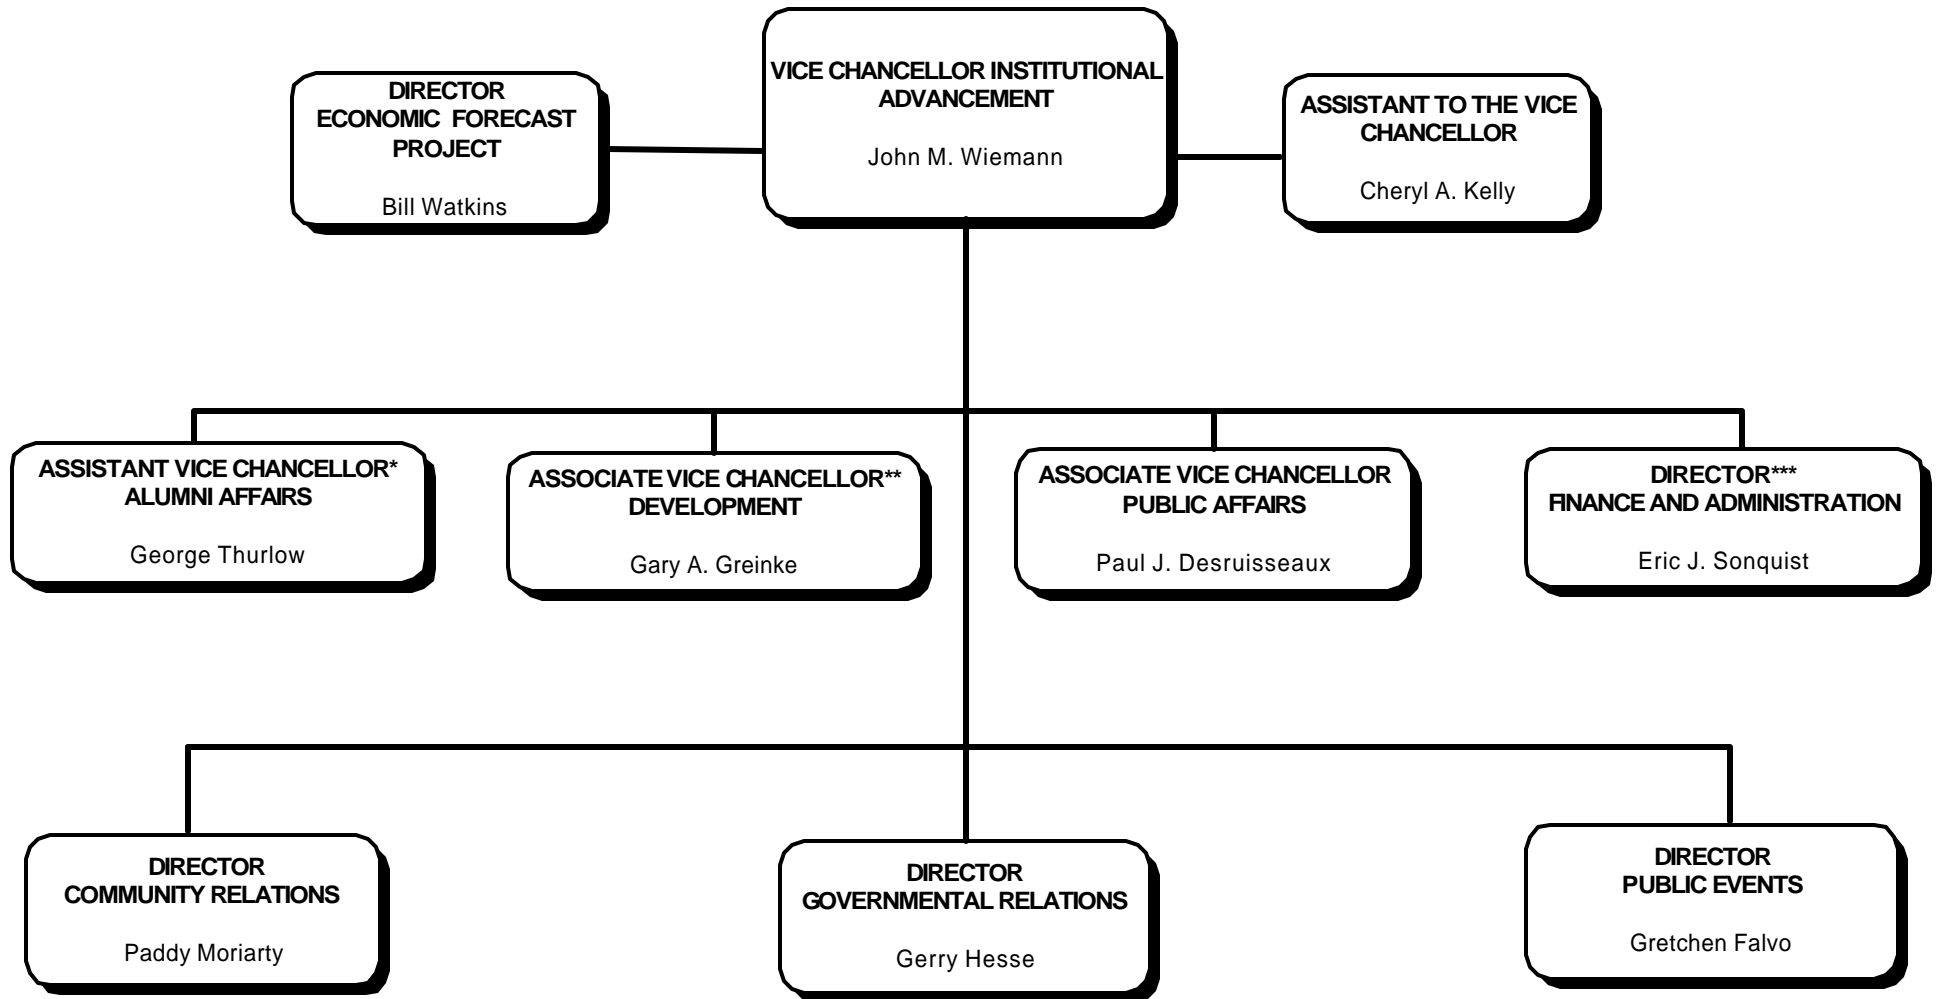 VICE CHANCELLOR INSTITUTIONAL
ADVANCEMENT
John M. Wiemann
DIRECTOR
ECONOMIC FORECAST
PROJECT
Bill Watkins
ASSISTANT TO THE VICE
CHANCELLOR
Cheryl A. Kelly
ASSISTANT VICE CHANCELLOR*
ALUMNI AFFAIRS
George Thurlow
ASSOCIATE VICE CHANCELLOR**
DEVELOPMENT
Gary A. Greinke
ASSOCIATE VICE CHANCELLOR
PUBLIC AFFAIRS
Paul J. Desruisseaux
DIRECTOR***
FINANCE AND ADMINISTRATION
Eric J. Sonquist
DIRECTOR
COMMUNITY RELATIONS
Paddy Moriarty
DIRECTOR
GOVERNMENTAL RELATIONS
Gerry Hesse
DIRECTOR
PUBLIC EVENTS
Gretchen Falvo